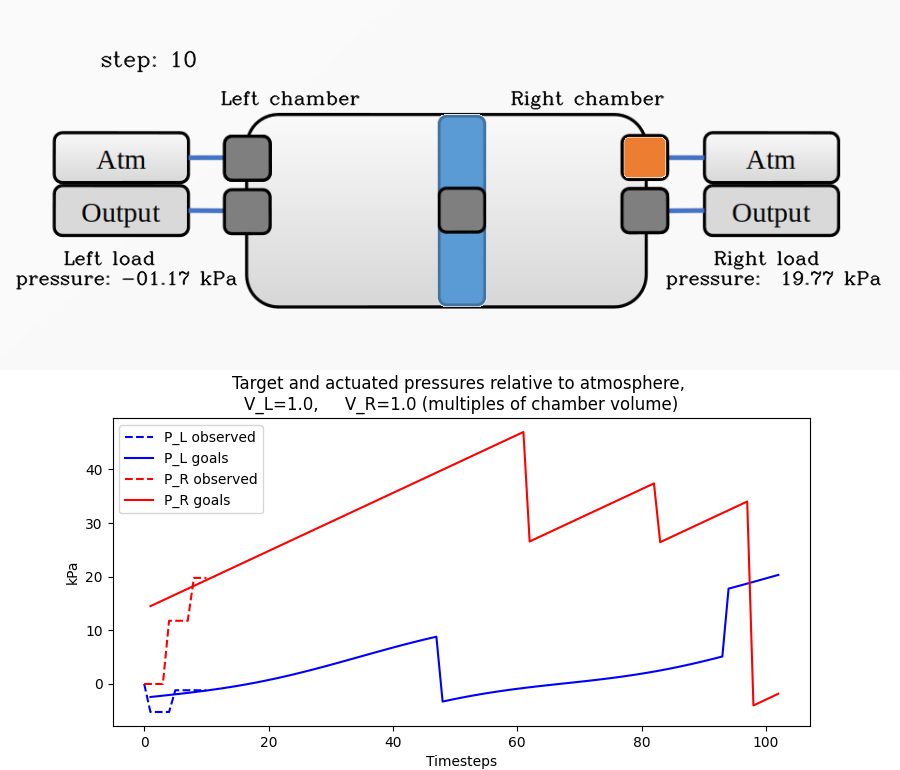 step: 10
Left chamber
Right chamber
Atm
Atm
Output
Output
Left load
pressure: -01.17 kPa
Right load
pressure: 19.77 kPa
Target and actuated pressures relative to atmosphere,
V_L=1.0, V_R=1.0 (multiples of chamber volume)
P_L observed
P_L goals
P_R observed
P_R goals
kPa
40
30
20
10
0
0 20 40 60 80 100
Timesteps